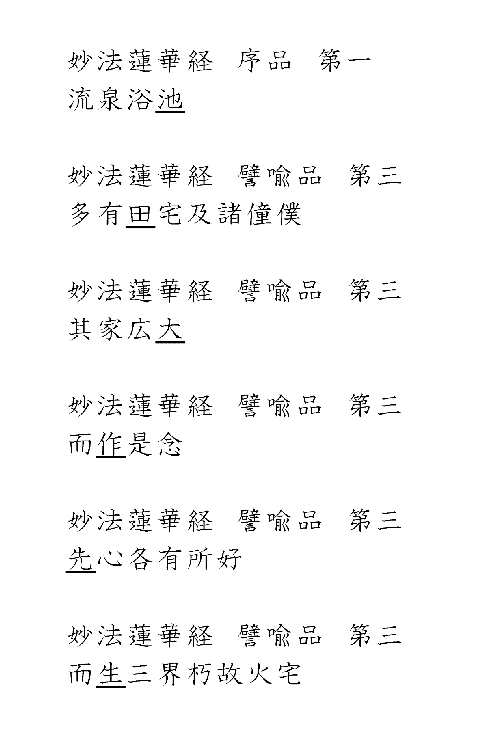 妙法蓮華経 序品 第一
流泉浴池
妙法蓮華経 譬喩品 第三
多有田宅及諸僮僕
妙法蓮華経 譬喩品 第三
其家広大
妙法蓮華経 譬喩品 第三
而作是念
妙法蓮華経 譬喩品 第三
先心各有所好
妙法蓮華経 譬喩品 第三
而生三界朽故火宅